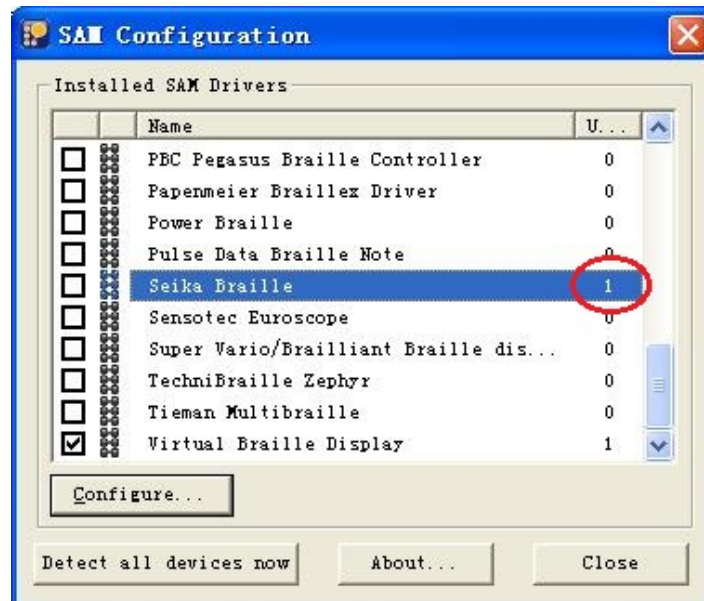 SAM Configuration
Installed SAM Drivers
Name U...
PBC Pegasus Braille Controller 0
Papenmeier Braillex Driver 0
Power Braille 0
Pulse Data Braille Note 0
Seika Braille 1
Sensotec Euroscope 0
Super Vario/Brailliant Braille dis... 0
TechniBraille Zephyr 0
Tieman Multibraille 0
Virtual Braille Display 1
Configure...
Detect all devices now About... Close